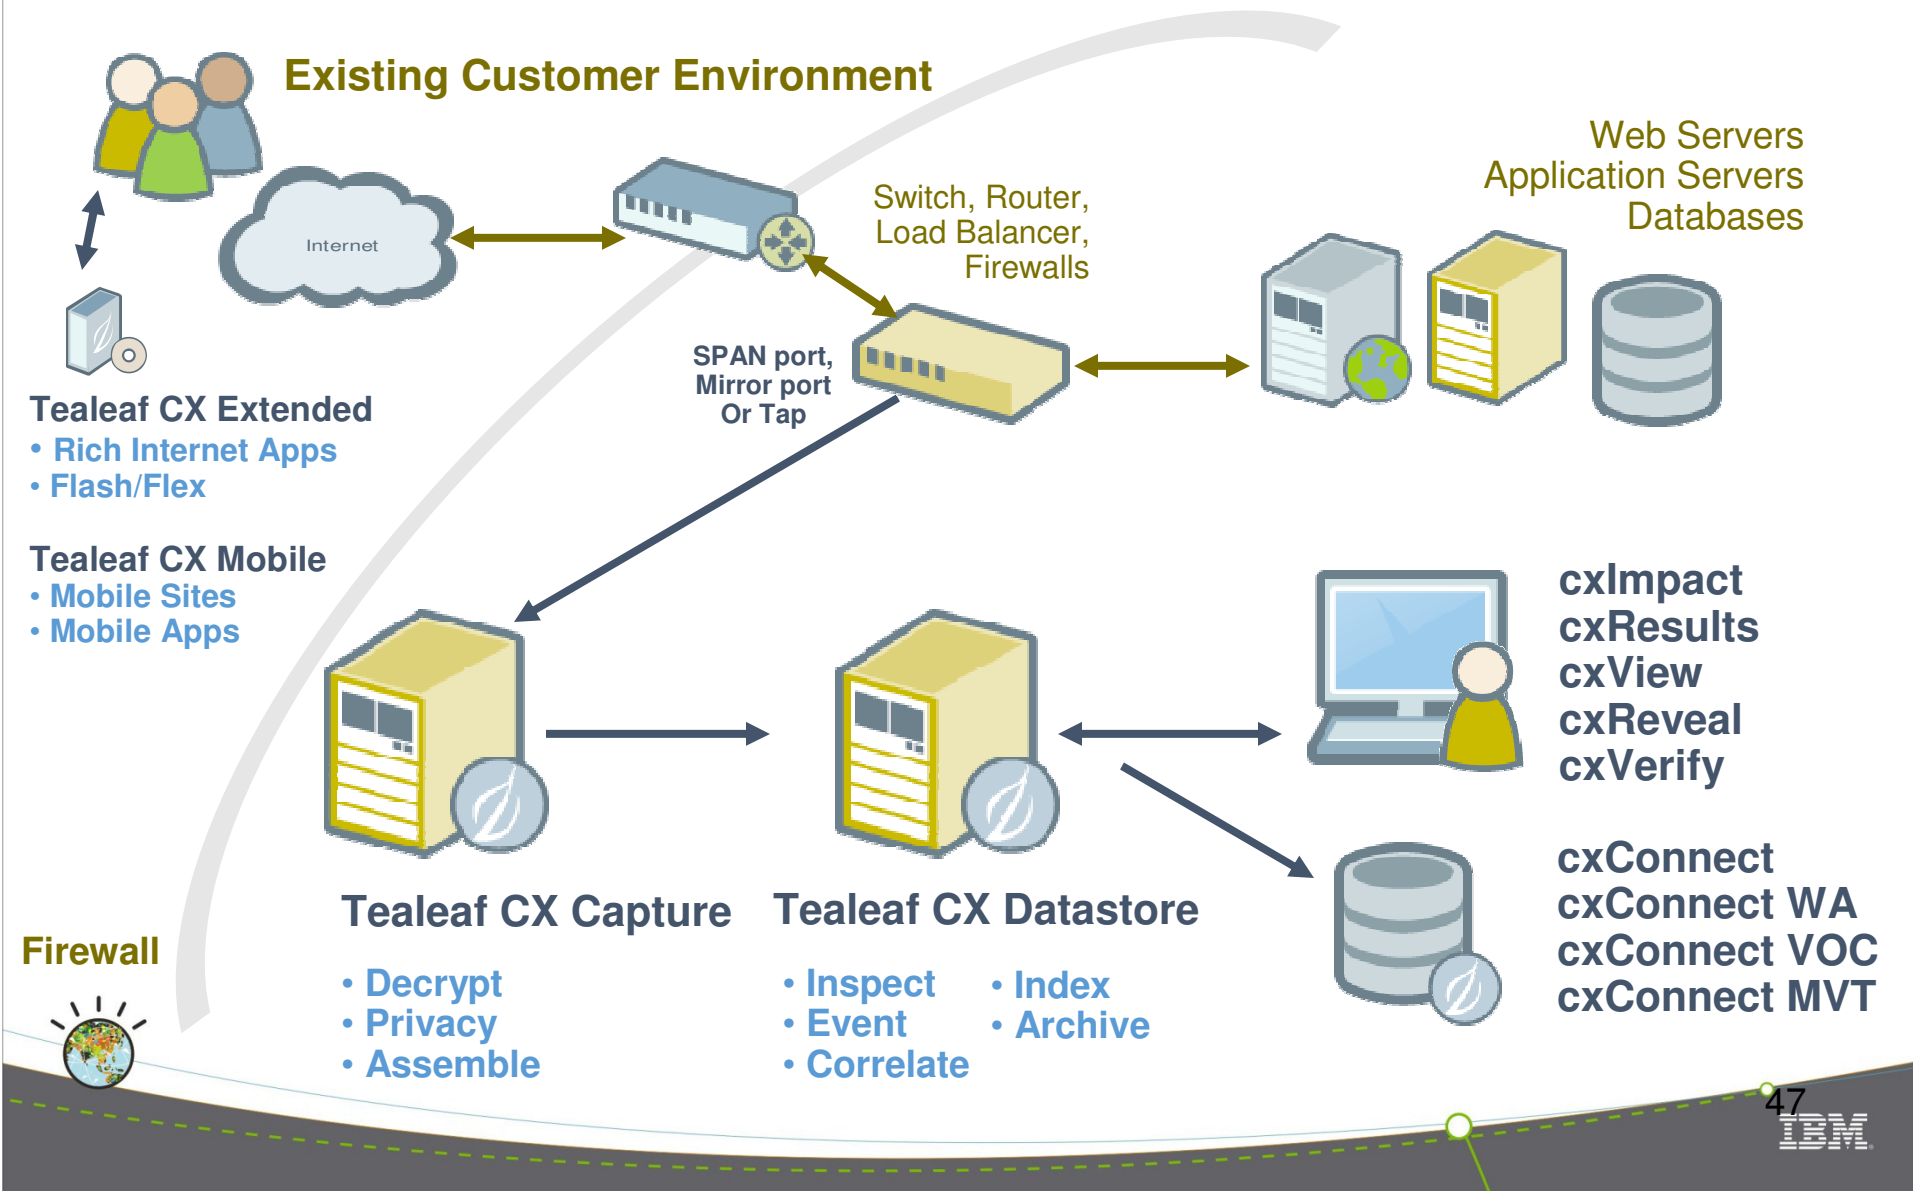 Existing Customer Environment
Internet
Switch, Router,
Load Balancer,
Firewalls
Web Servers
Application Servers
Databases
SPAN port,
Mirror port
Or Tap
Tealeaf CX Extended
• Rich Internet Apps
• Flash/Flex
Tealeaf CX Mobile
• Mobile Sites
• Mobile Apps
cxImpact
cxResults
cxView
cxReveal
cxVerify
Tealeaf CX Capture
• Decrypt
• Privacy
• Assemble
Tealeaf CX Datastore
• Inspect
• Event
• Correlate
• Index
• Archive
cxConnect
cxConnect WA
cxConnect VOC
cxConnect MVT
Firewall
47
IBM